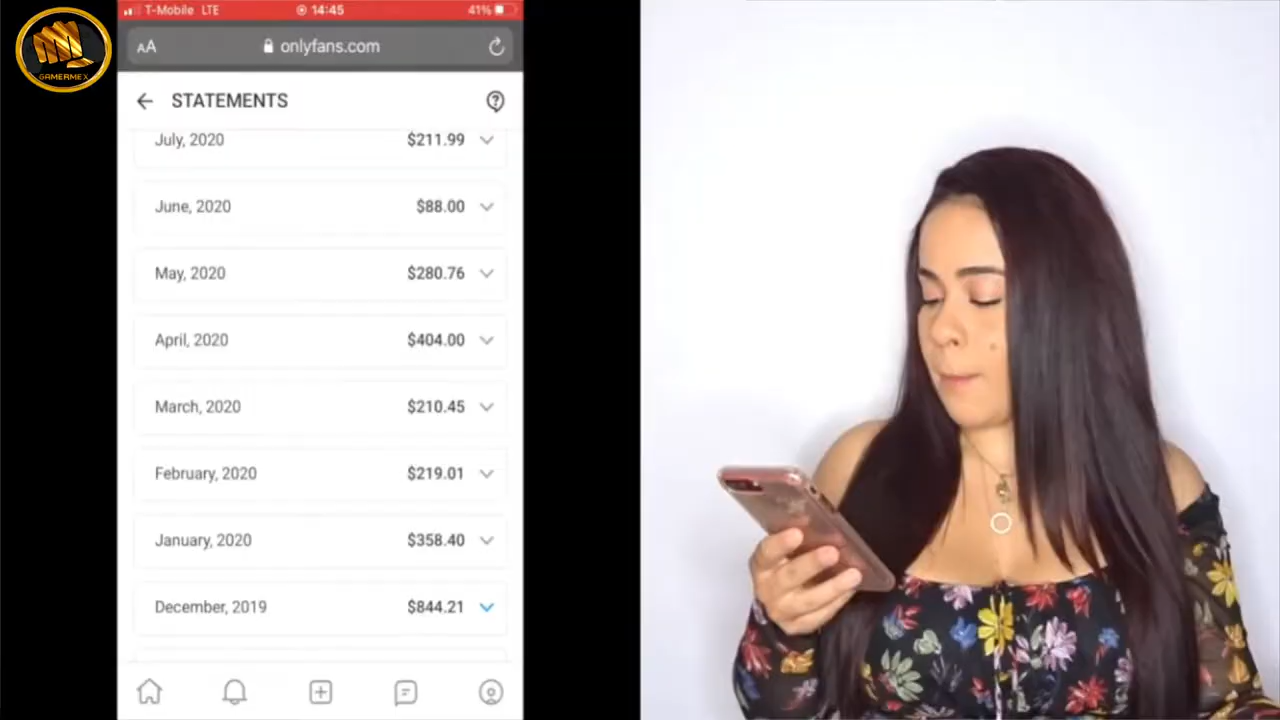 T-Mobile LTE 14:45 41%
AA onlyfans.com
GAMERMEX
STATEMENTS
July, 2020 $211.99
June, 2020 $88.00
May, 2020 $280.76
April, 2020 $404.00
March, 2020 $210.45
February, 2020 $219.01
January, 2020 $358.40
December, 2019 $844.21